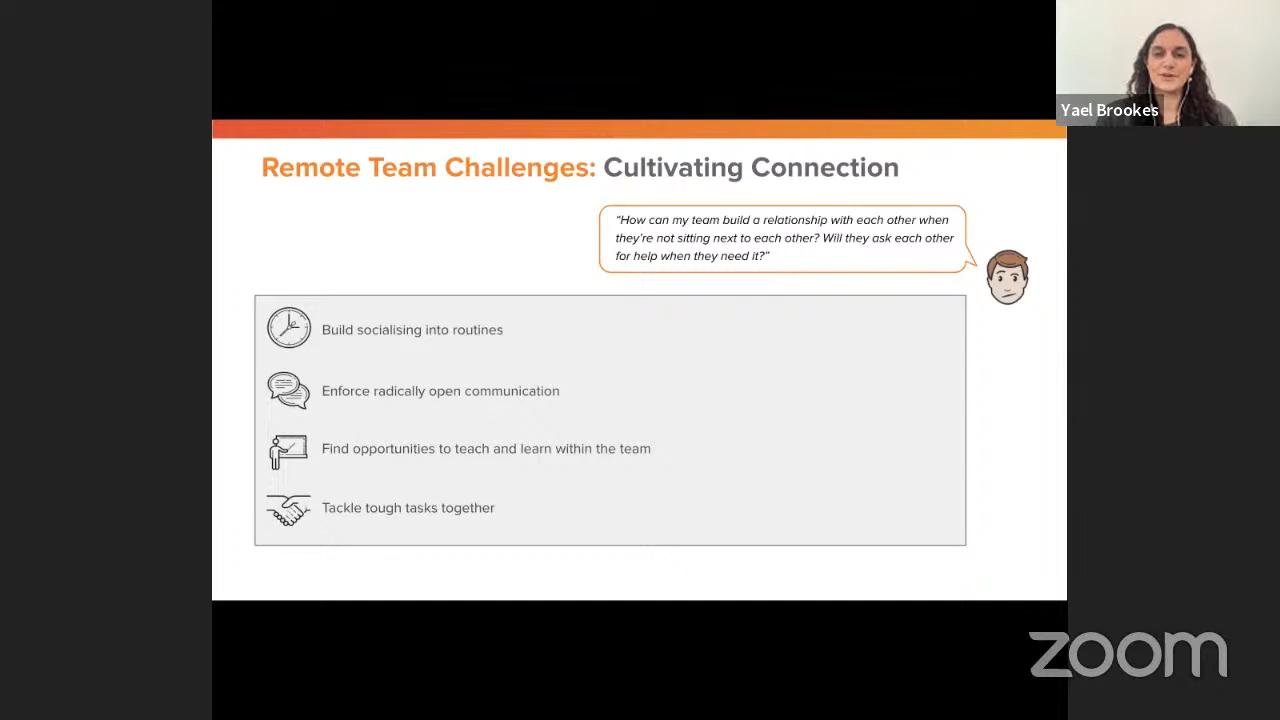 Yael Brookes
Remote Team Challenges: Cultivating Connection
“How can my team build a relationship with each other when
they’re not sitting next to each other? Will they ask each other
for help when they need it?”
Build socialising into routines
Enforce radically open communication
Find opportunities to teach and learn within the team
Tackle tough tasks together
zoom